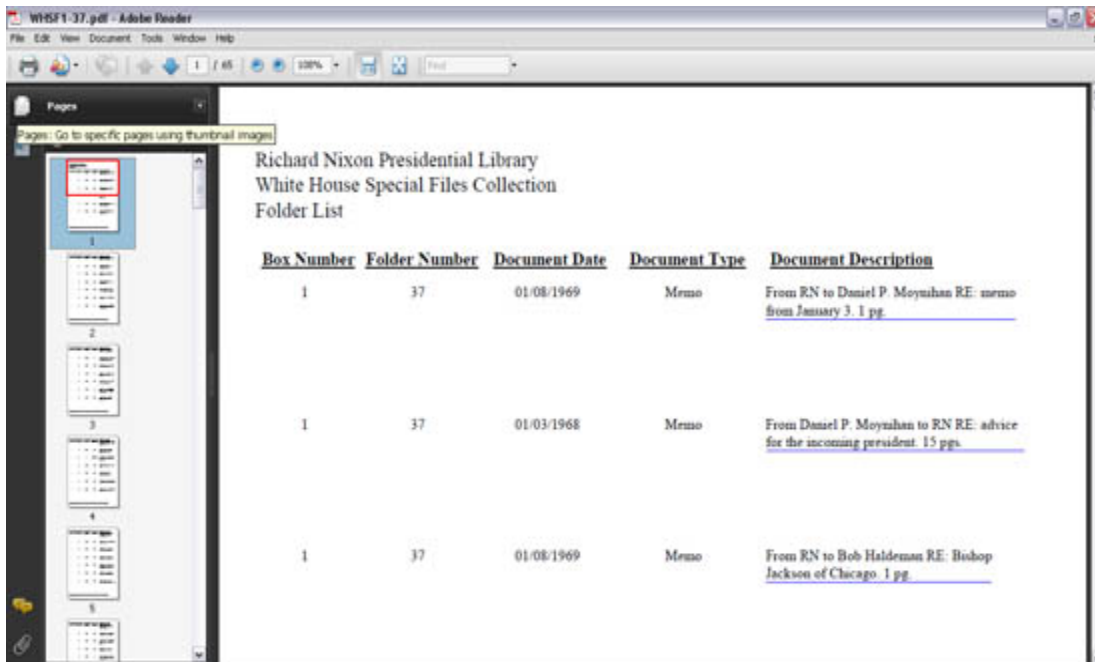 WHSF1-37.pdf - Adobe Reader
File Edit View Document Tools Window Help
1 / 65 100% Find
Pages
Pages: Go to specific pages using thumbnail images
1
2
3
4
5
Richard Nixon Presidential Library
White House Special Files Collection
Folder List
Box Number Folder Number Document Date Document Type Document Description
1 37 01/08/1969 Memo From RN to Daniel P. Moynihan RE: memo
from January 3. 1 pg.
1 37 01/03/1968 Memo From Daniel P. Moynihan to RN RE: advice
for the incoming president. 15 pgs.
1 37 01/08/1969 Memo From RN to Bob Haldeman RE: Bishop
Jackson of Chicago. 1 pg.